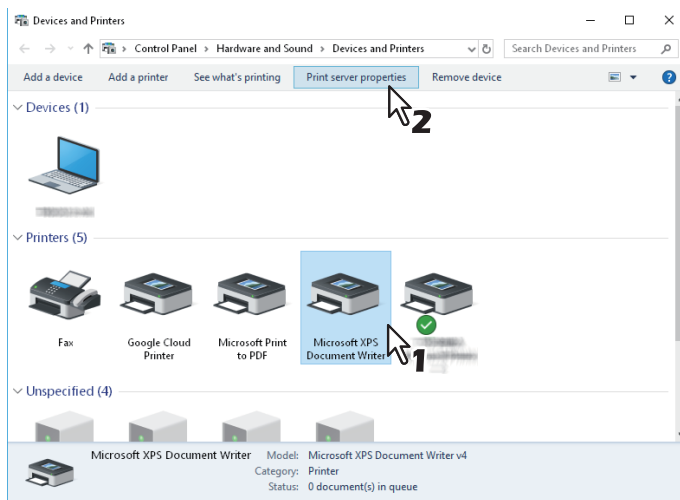 Devices and Printers
Control Panel > Hardware and Sound > Devices and Printers
Search Devices and Printers
Add a device
Add a printer
See what's printing
Print server properties
Remove device
2
Devices (1)
Printers (5)
Fax
Google Cloud
Printer
Microsoft Print
to PDF
Microsoft XPS
Document Writer
1
Unspecified (4)
Microsoft XPS Document Writer
Model: Microsoft XPS Document Writer v4
Category: Printer
Status: 0 document(s) in queue